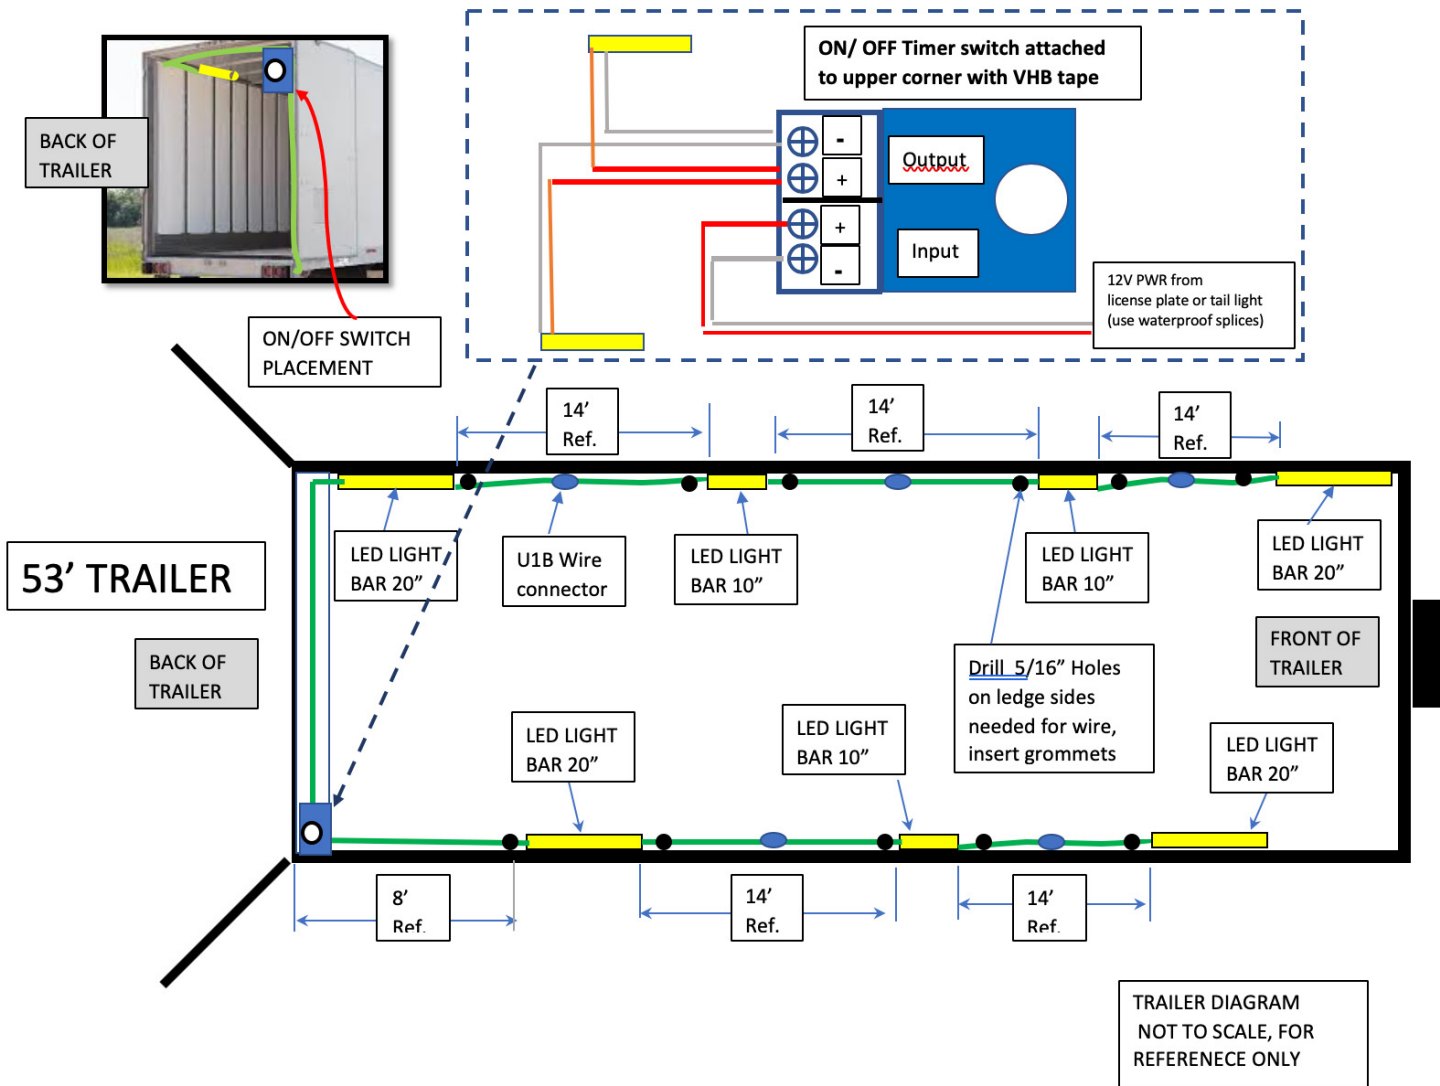 BACK OF
TRAILER
ON/OFF SWITCH
PLACEMENT
ON/ OFF Timer switch attached
to upper corner with VHB tape
-
Output
+
+
Input
-
12V PWR from
license plate or tail light
(use waterproof splices)
14’
Ref.
14’
Ref.
14’
Ref.
53’ TRAILER
LED LIGHT
BAR 20”
U1B Wire
connector
LED LIGHT
BAR 10”
LED LIGHT
BAR 10”
LED LIGHT
BAR 20”
BACK OF
TRAILER
FRONT OF
TRAILER
Drill 5/16” Holes
on ledge sides
needed for wire,
insert grommets
LED LIGHT
BAR 20”
LED LIGHT
BAR 10”
LED LIGHT
BAR 20”
8’
Ref.
14’
Ref.
14’
Ref.
TRAILER DIAGRAM
NOT TO SCALE, FOR
REFERENECE ONLY